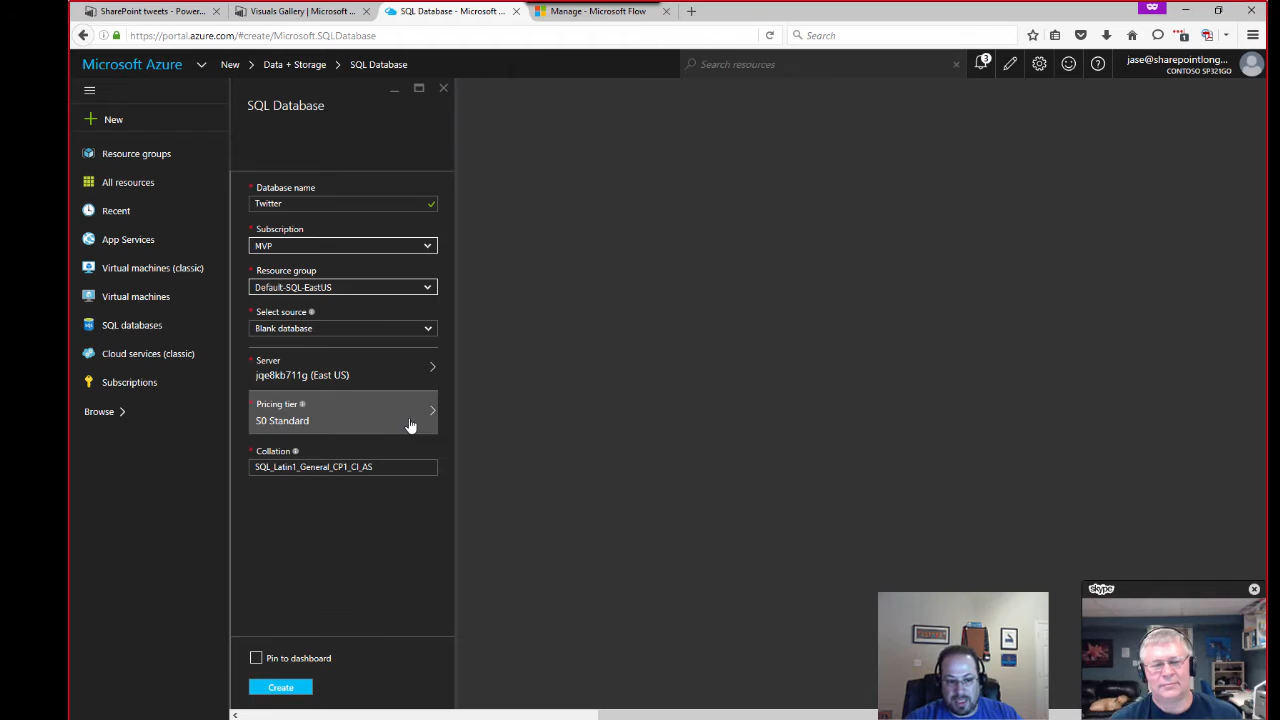 SharePoint tweets - Powe...
Visuals Gallery | Microsoft ...
SQL Database - Microsoft ...
Manage - Microsoft Flow
https://portal.azure.com/#create/Microsoft.SQLDatabase
Search
Microsoft Azure
New > Data + Storage > SQL Database
Search resources
3
jase@sharepointlong...
CONTOSO SP321GO
New
Resource groups
All resources
Recent
App Services
Virtual machines (classic)
Virtual machines
SQL databases
Cloud services (classic)
Subscriptions
Browse >
SQL Database
* Database name
Twitter
* Subscription
MVP
* Resource group
Default-SQL-EastUS
* Select source
Blank database
* Server
jqe8kb711g (East US)
* Pricing tier
S0 Standard
* Collation
SQL_Latin1_General_CP1_CI_AS
Pin to dashboard
Create
skype